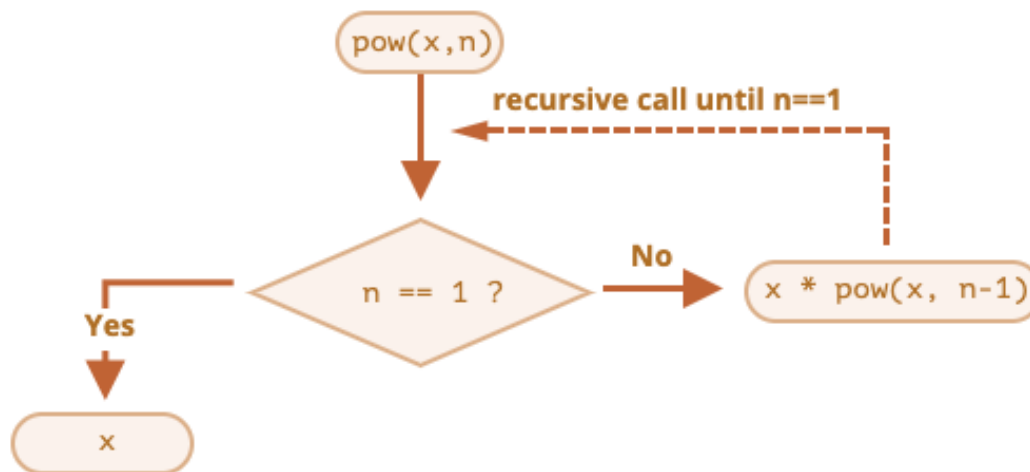 pow(x,n)
recursive call until n==1
n == 1 ?
No
x * pow(x, n-1)
Yes
x